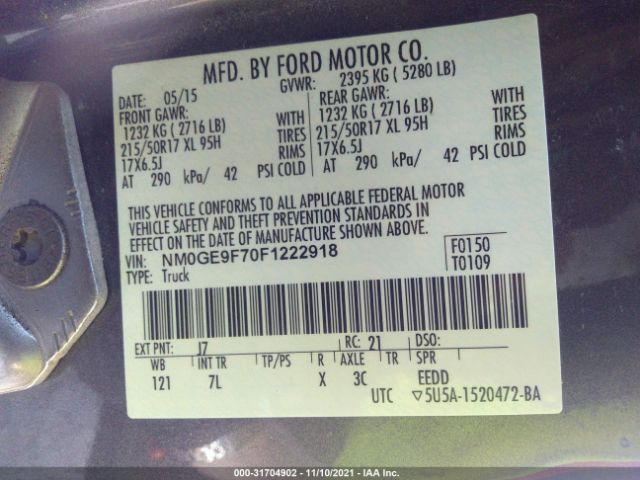 MFD. BY FORD MOTOR CO.
DATE: 05/15 GVWR: 2395 KG ( 5280 LB)
FRONT GAWR: REAR GAWR:
1232 KG ( 2716 LB) WITH 1232 KG ( 2716 LB) WITH
215/50R17 XL 95H TIRES 215/50R17 XL 95H TIRES
17X6.5J RIMS 17X6.5J RIMS
AT 290 kPa/ 42 PSI COLD AT 290 kPa/ 42 PSI COLD
THIS VEHICLE CONFORMS TO ALL APPLICABLE FEDERAL MOTOR
VEHICLE SAFETY AND THEFT PREVENTION STANDARDS IN
EFFECT ON THE DATE OF MANUFACTURE SHOWN ABOVE.
VIN: NM0GE9F70F1222918 F0150
TYPE: Truck T0109
EXT PNT: J7 RC: 21 DSO:
WB INT TR TP/PS R AXLE TR SPR
121 7L X 3C EEDD
UTC ▽5U5A-1520472-BA
000-31704902 - 11/10/2021 - IAA Inc.